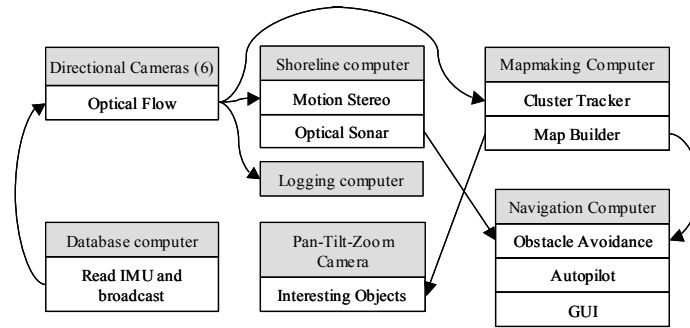 Directional Cameras (6)
Optical Flow
Shoreline computer
Motion Stereo
Optical Sonar
Mapmaking Computer
Cluster Tracker
Map Builder
Logging computer
Database computer
Read IMU and
broadcast
Pan-Tilt-Zoom
Camera
Interesting Objects
Navigation Computer
Obstacle Avoidance
Autopilot
GUI